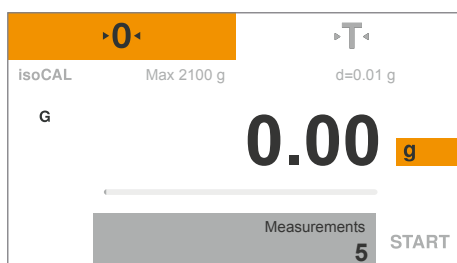 0 T
isoCAL Max 2100 g d=0.01 g
G
0.00 g
Measurements
5 START